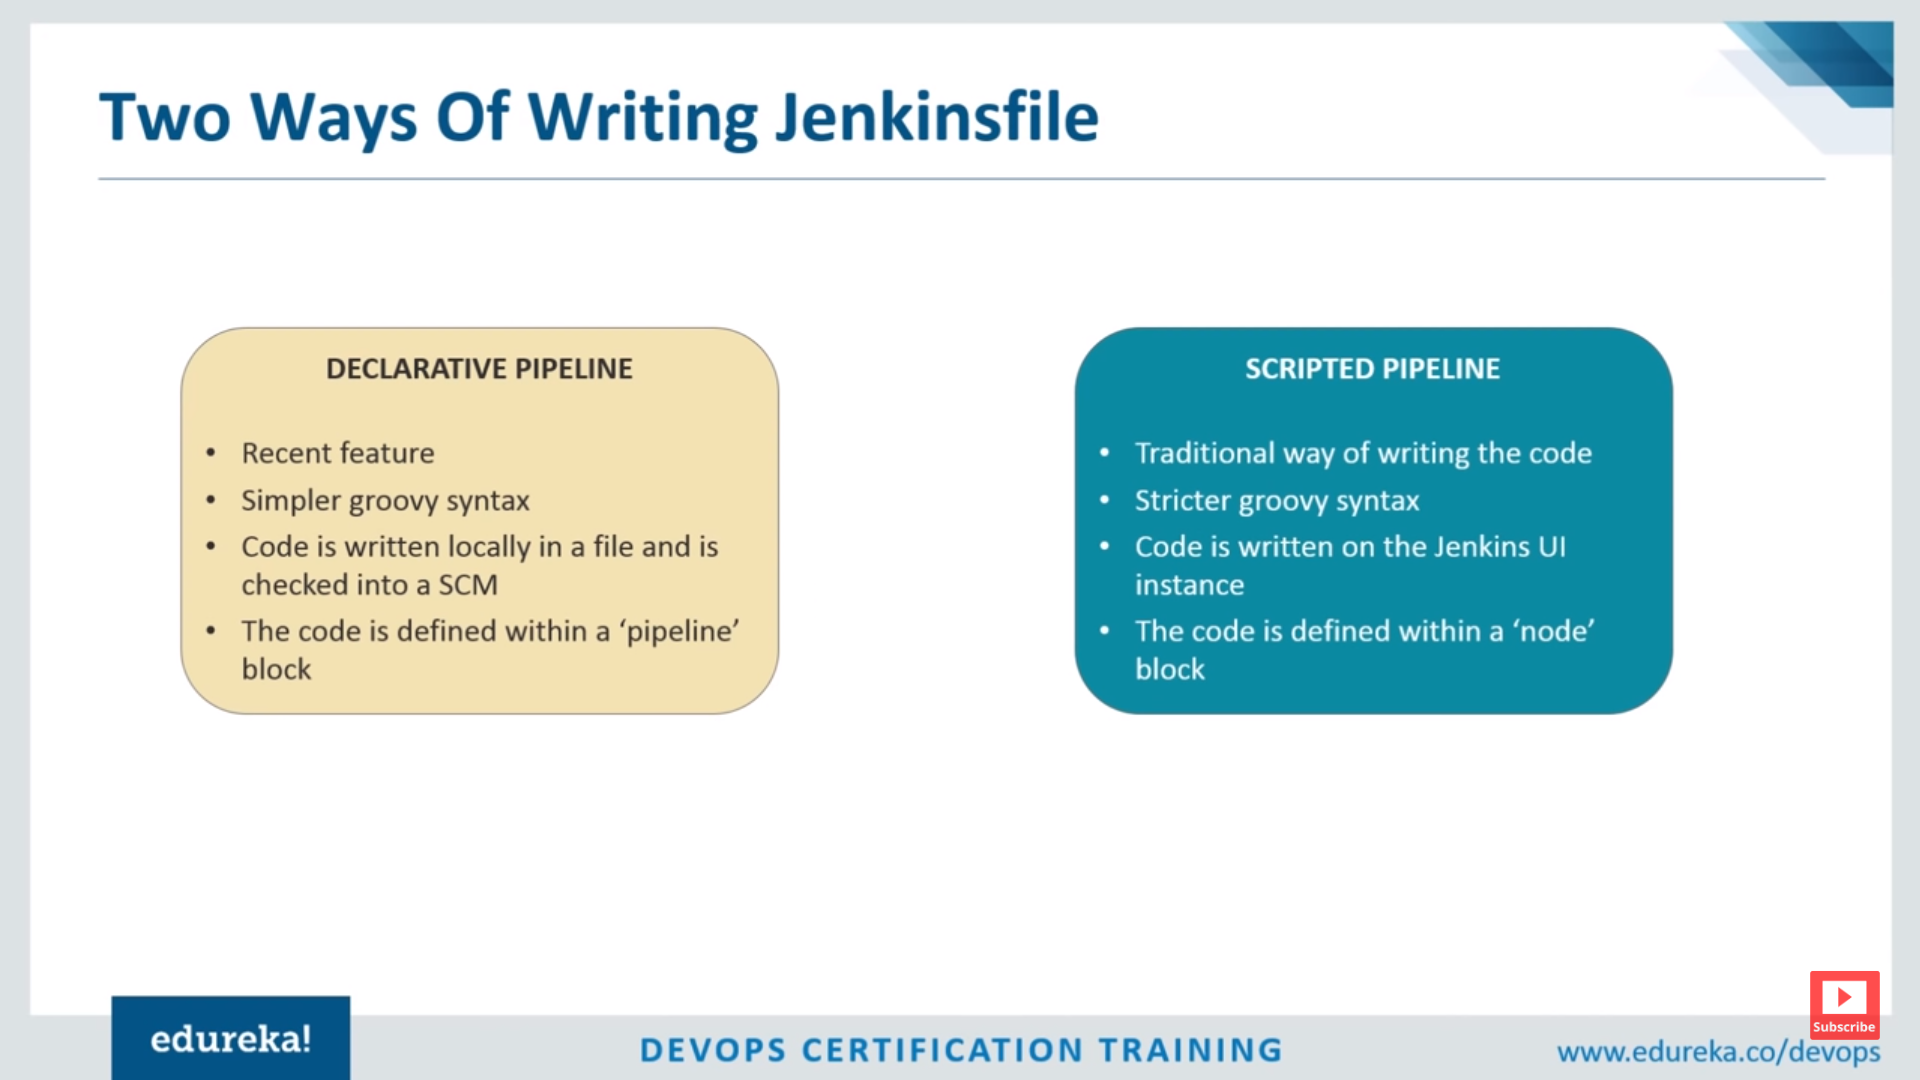 Two Ways Of Writing Jenkinsfile
DECLARATIVE PIPELINE
• Recent feature
• Simpler groovy syntax
• Code is written locally in a file and is
checked into a SCM
• The code is defined within a ‘pipeline’
block
SCRIPTED PIPELINE
• Traditional way of writing the code
• Stricter groovy syntax
• Code is written on the Jenkins UI
instance
• The code is defined within a ‘node’
block
edureka!
DEVOPS CERTIFICATION TRAINING
Subscribe
www.edureka.co/devops